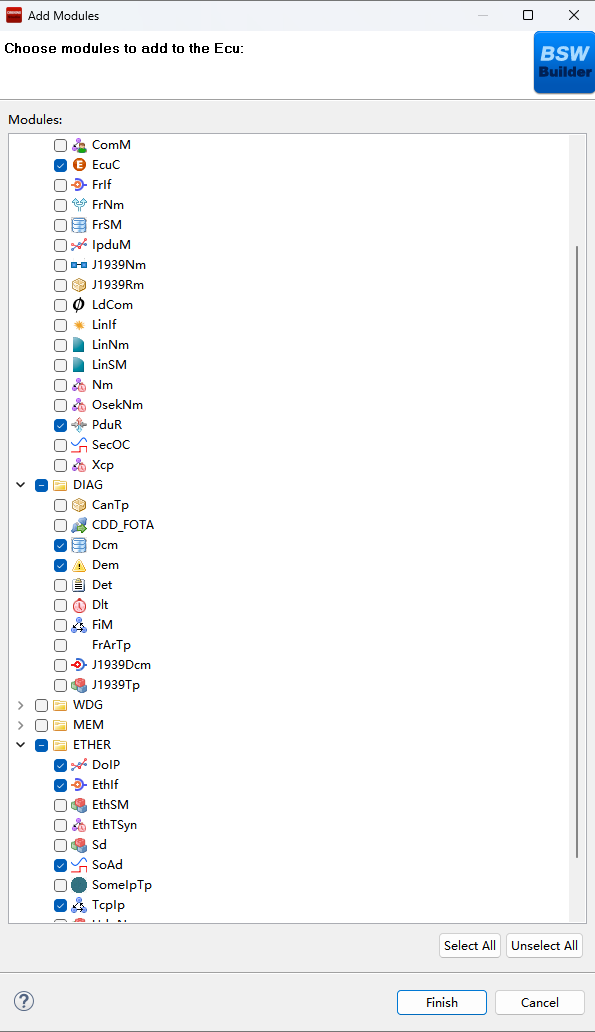 Add Modules
Choose modules to add to the Ecu:
BSW
Builder
Modules:
ComM
EcuC
FrIf
FrNm
FrSM
IpduM
J1939Nm
J1939Rm
LdCom
LinIf
LinNm
LinSM
Nm
OsekNm
PduR
SecOC
Xcp
DIAG
CanTp
CDD_FOTA
Dcm
Dem
Det
Dlt
FiM
FrArTp
J1939Dcm
J1939Tp
WDG
MEM
ETHER
DoIP
EthIf
EthSM
EthTSyn
Sd
SoAd
SomeIpTp
TcpIp
Select All Unselect All
Finish Cancel